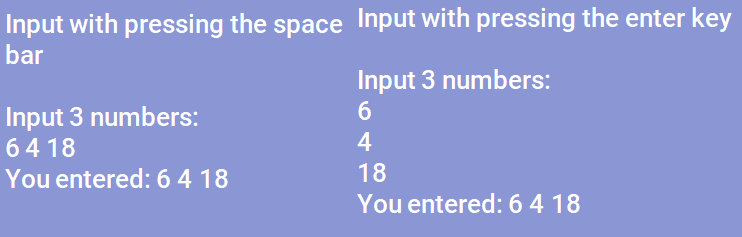 Input with pressing the space
bar
Input 3 numbers:
6 4 18
You entered: 6 4 18
Input with pressing the enter key
Input 3 numbers:
6
4
18
You entered: 6 4 18